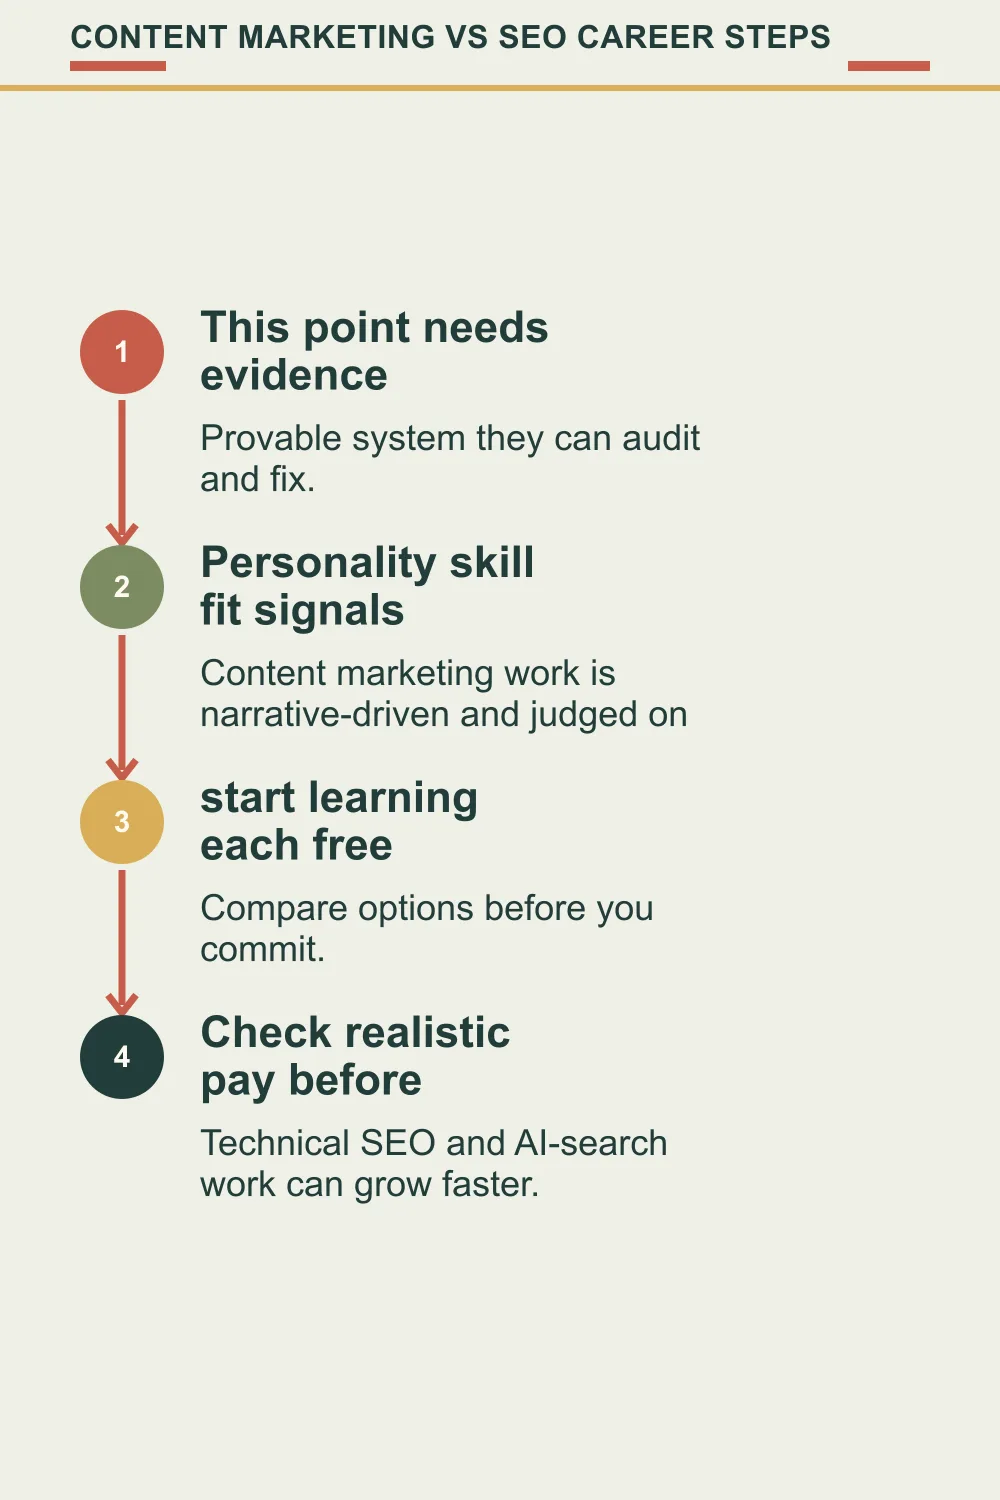 CONTENT MARKETING VS SEO CAREER STEPS
1
This point needs
evidence
Provable system they can audit
and fix.
2
Personality skill
fit signals
Content marketing work is
narrative-driven and judged on
3
start learning
each free
Compare options before you
commit.
4
Check realistic
pay before
Technical SEO and AI-search
work can grow faster.